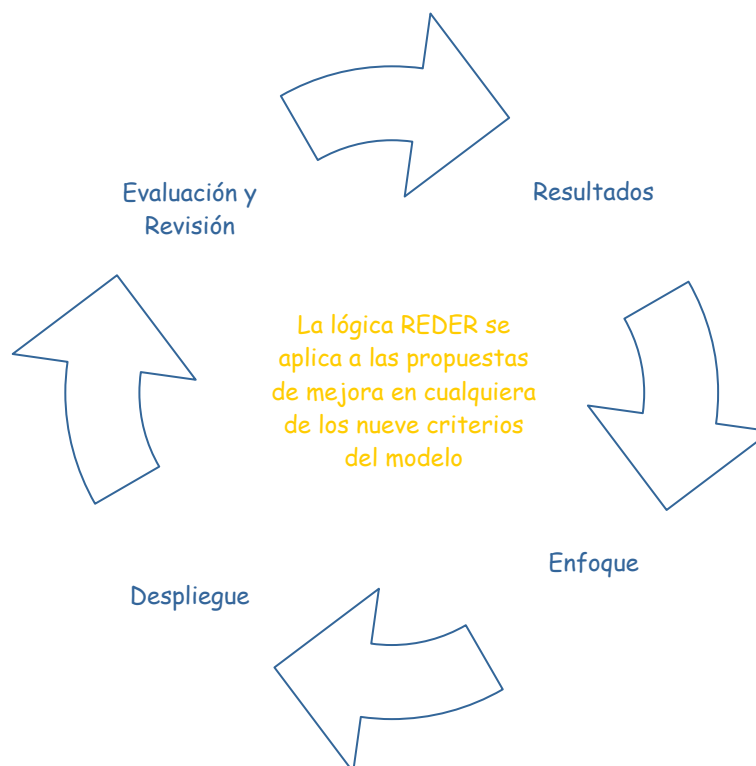 Evaluación y
Revisión
Resultados
La lógica REDER se
aplica a las propuestas
de mejora en cualquiera
de los nueve criterios
del modelo
Enfoque
Despliegue